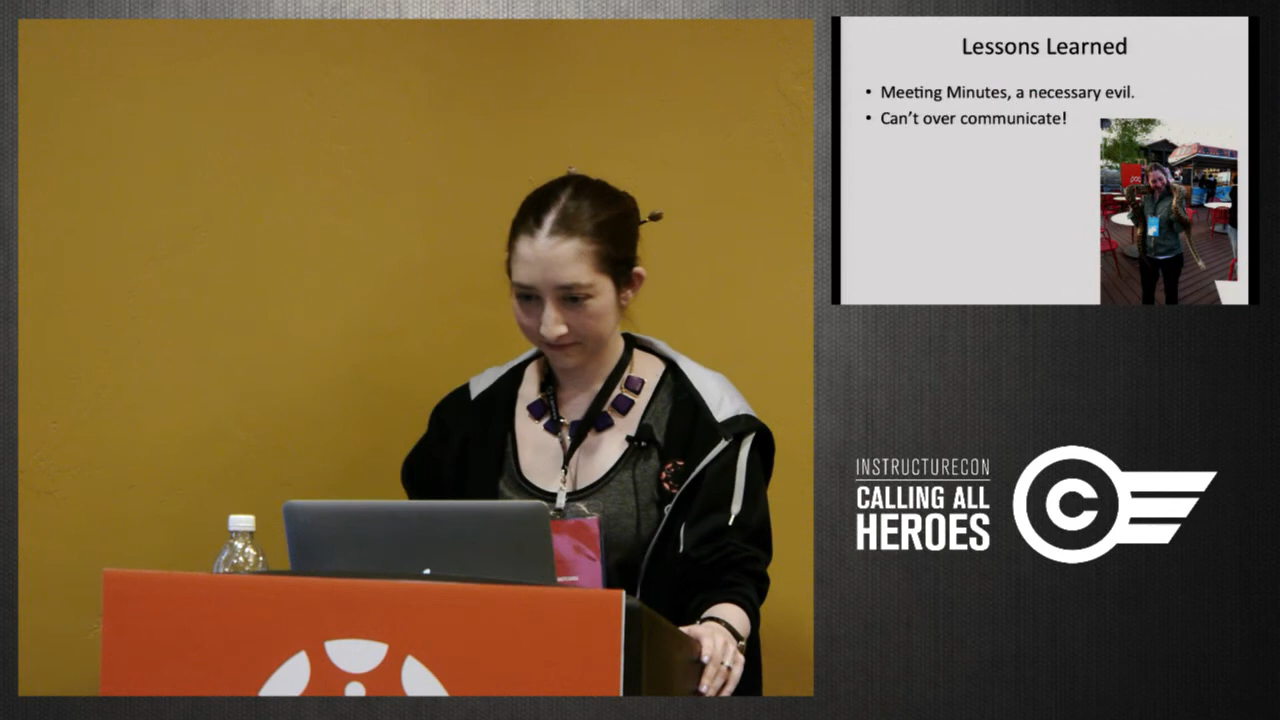 Lessons Learned
• Meeting Minutes, a necessary evil.
• Can't over communicate!
INSTRUCTURECON
CALLING ALL
HEROES
C